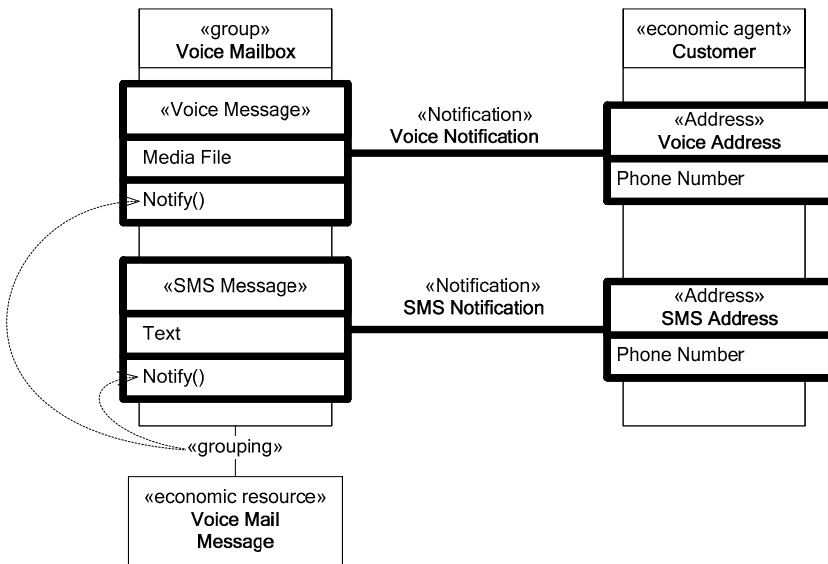 «group»
Voice Mailbox
«economic agent»
Customer
«Voice Message»
Media File
Notify()
«Notification»
Voice Notification
«Address»
Voice Address
Phone Number
«SMS Message»
Text
Notify()
«Notification»
SMS Notification
«Address»
SMS Address
Phone Number
«grouping»
«economic resource»
Voice Mail
Message